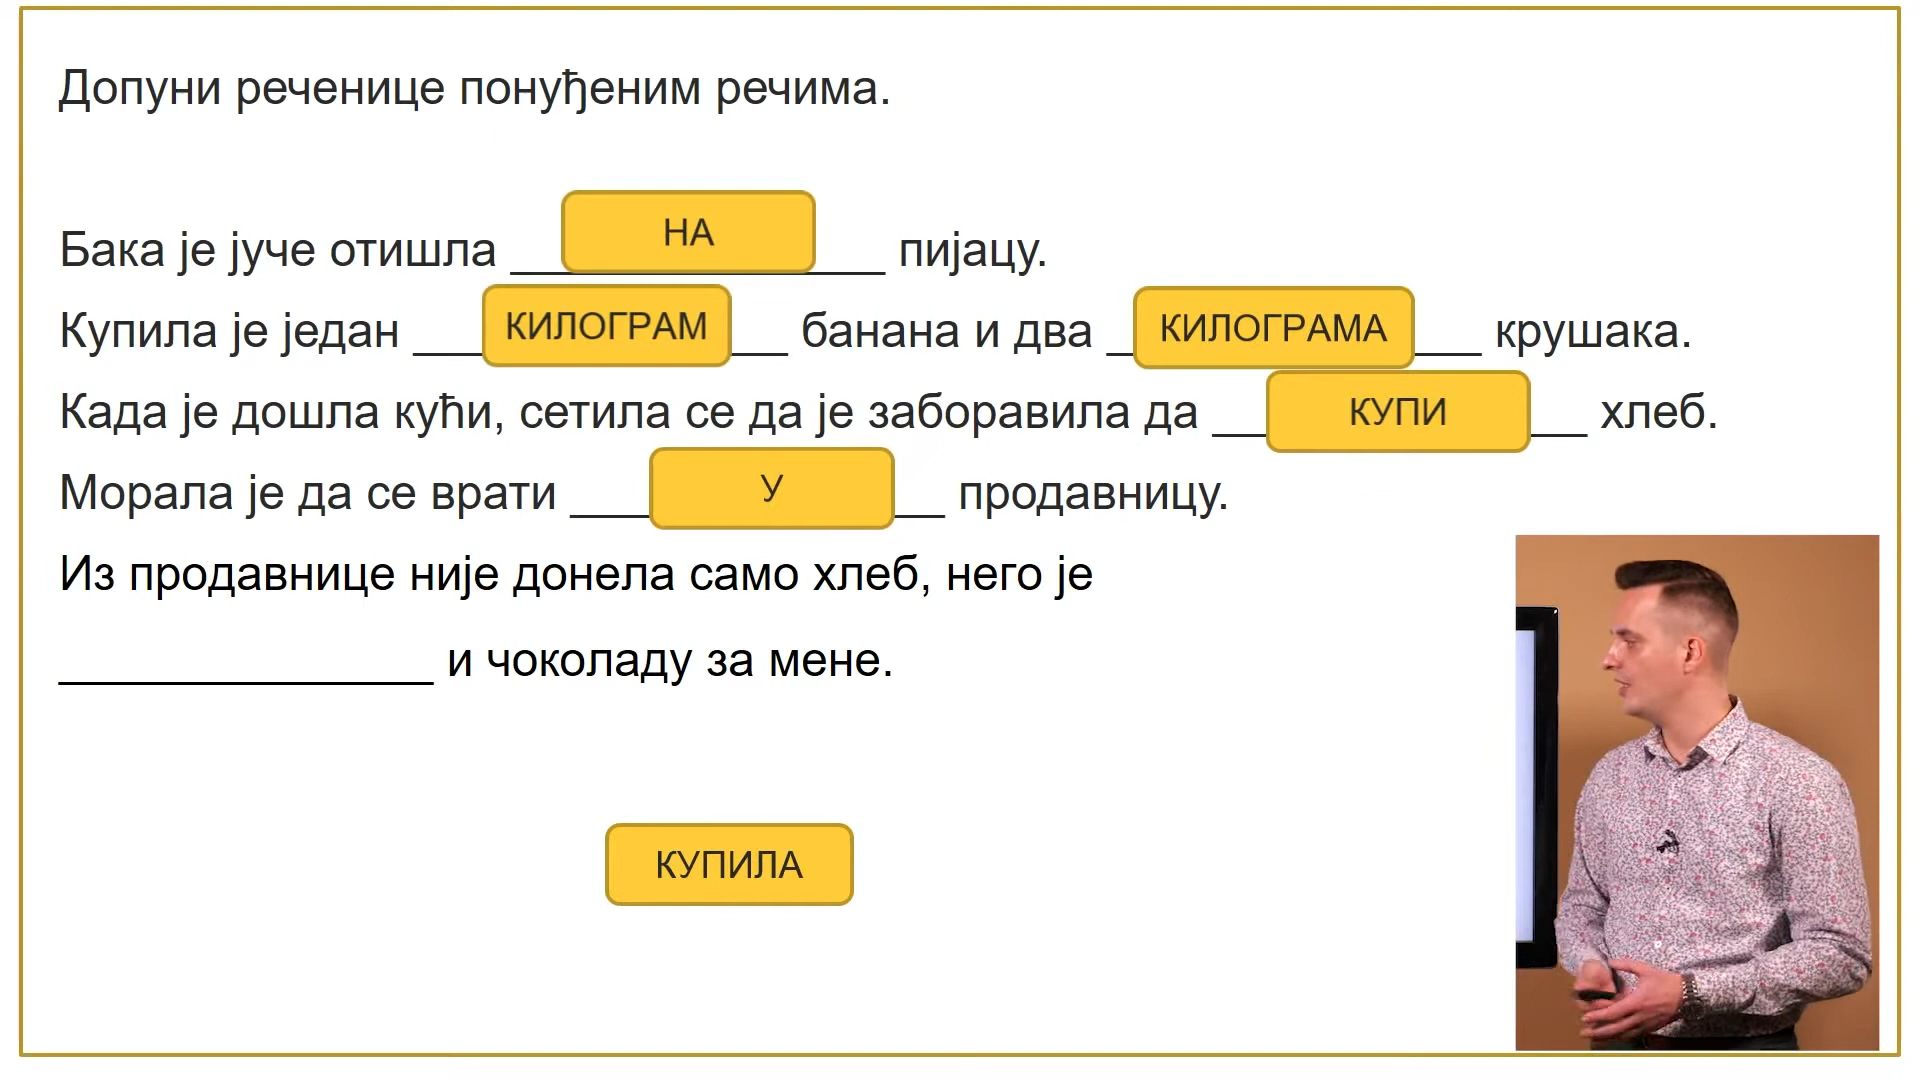 Допуни реченице понуђеним речима.
Бака је јуче отишла НА пијацу.
Купила је један КИЛОГРАМ банана и два КИЛОГРАМА крушака.
Када је дошла кући, сетила се да је заборавила да КУПИ хлеб.
Морала је да се врати У продавницу.
Из продавнице није донела само хлеб, него је
______________ и чоколаду за мене.
КУПИЛА